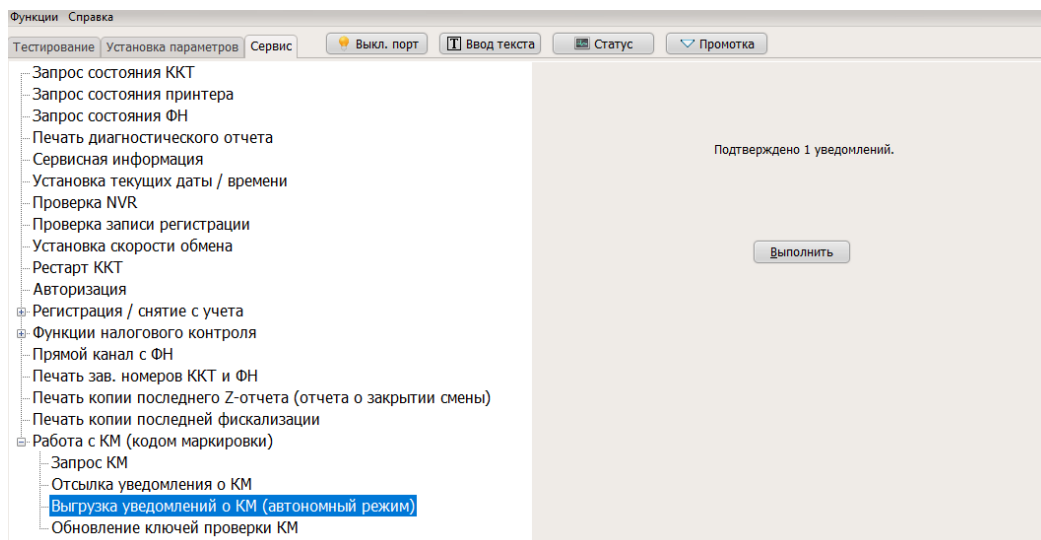 Функции Справка
Тестирование Установка параметров Сервис Выкл. порт Ввод текста Статус Промотка
Запрос состояния ККТ
Запрос состояния принтера
Запрос состояния ФН
Печать диагностического отчета
Сервисная информация
Установка текущих даты / времени
Проверка NVR
Проверка записи регистрации
Установка скорости обмена
Рестарт ККТ
Авторизация
Регистрация / снятие с учета
Функции налогового контроля
Прямой канал с ФН
Печать зав. номеров ККТ и ФН
Печать копии последнего Z-отчета (отчета о закрытии смены)
Печать копии последней фискализации
Работа с КМ (кодом маркировки)
Запрос КМ
Отсылка уведомления о КМ
Выгрузка уведомлений о КМ (автономный режим)
Обновление ключей проверки КМ
Подтверждено 1 уведомлений.
Выполнить